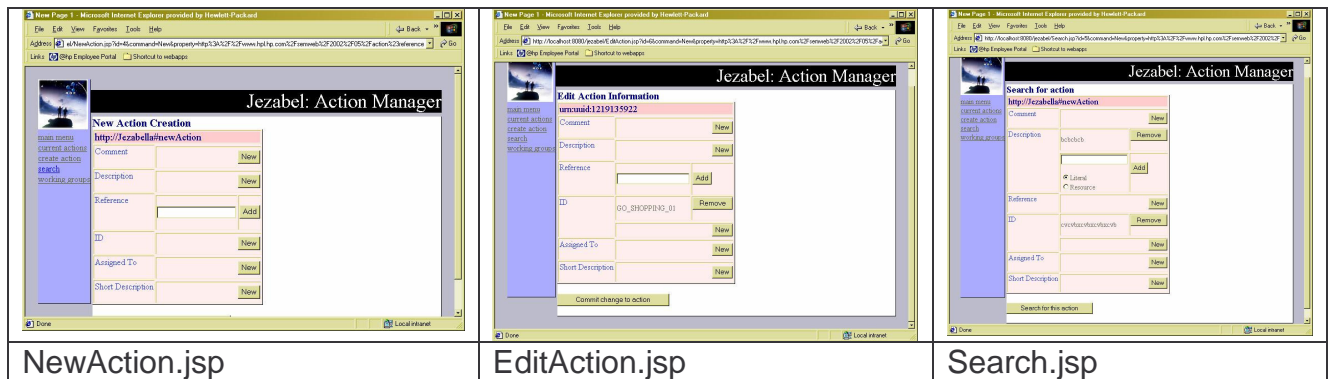 New Page 1 - Microsoft Internet Explorer provided by Hewlett-Packard
File Edit View Favorites Tools Help
Back
Address
Go
Links @hp Employee Portal Shortcut to webapps
Jezabel: Action Manager
main menu
current actions
create action
search
working groups
New Action Creation
http://Jezabella#newAction
Comment New
Description New
Reference Add
ID New
Assigned To New
Short Description New
Done Local intranet
NewAction.jsp
New Page 1 - Microsoft Internet Explorer provided by Hewlett-Packard
File Edit View Favorites Tools Help
Back
Address
Go
Links @hp Employee Portal Shortcut to webapps
Jezabel: Action Manager
main menu
current actions
create action
search
working groups
Edit Action Information
urn:uuid:1219135922
Comment New
Description New
Reference Add
ID GO_SHOPPING_01 Remove
New
Assigned To New
Short Description New
Commit change to action
Done Local intranet
EditAction.jsp
New Page 1 - Microsoft Internet Explorer provided by Hewlett-Packard
File Edit View Favorites Tools Help
Back
Address
Go
Links @hp Employee Portal Shortcut to webapps
Jezabel: Action Manager
main menu
current actions
create action
search
working groups
Search for action
http://Jezabella#newAction
Comment New
Description Remove
Add
Literal
Resource
Reference New
ID Remove
New
Assigned To New
Short Description New
Search for this action
Done Local intranet
Search.jsp